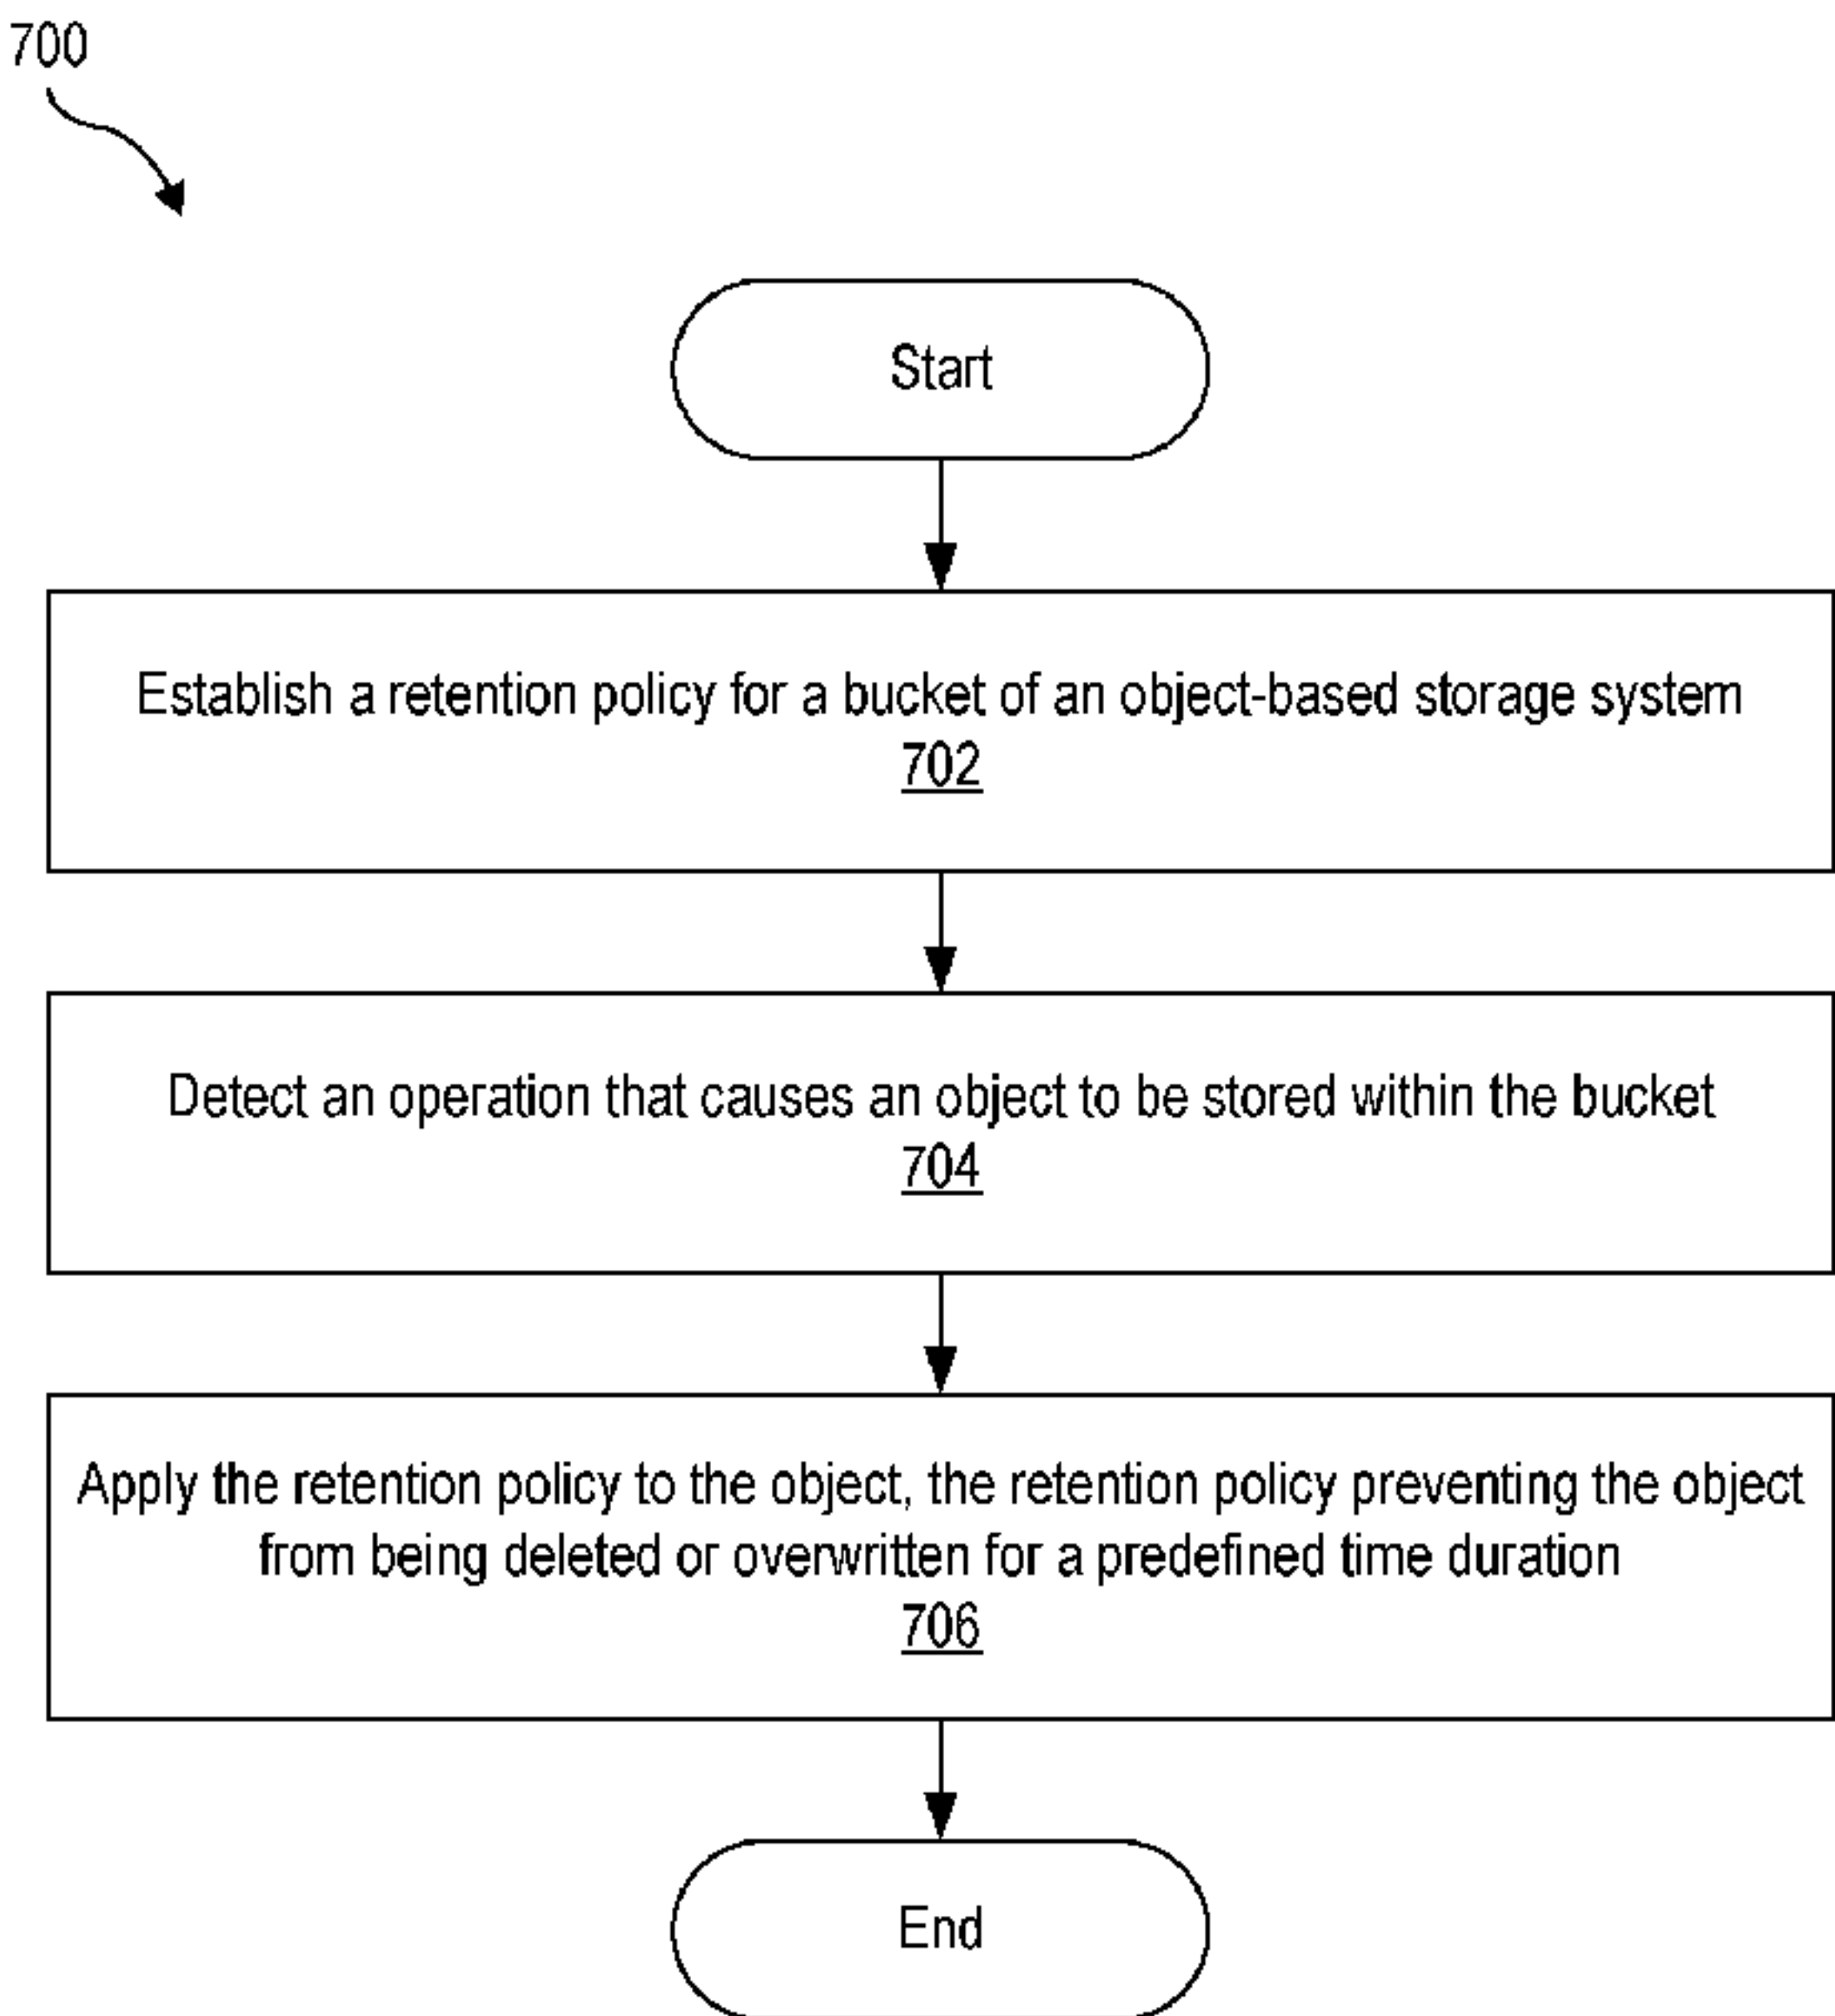 700
Start
Establish a retention policy for a bucket of an object-based storage system
702
Detect an operation that causes an object to be stored within the bucket
704
Apply the retention policy to the object, the retention policy preventing the object
from being deleted or overwritten for a predefined time duration
706
End